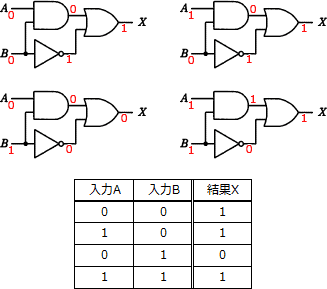 A 0 0 X 1
B 0 1
A 1 0 X 1
B 0 1
A 0 0 X 0
B 1 0
A 1 1 X 1
B 1 0
入力A 入力B 結果X
0 0 1
1 0 1
0 1 0
1 1 1